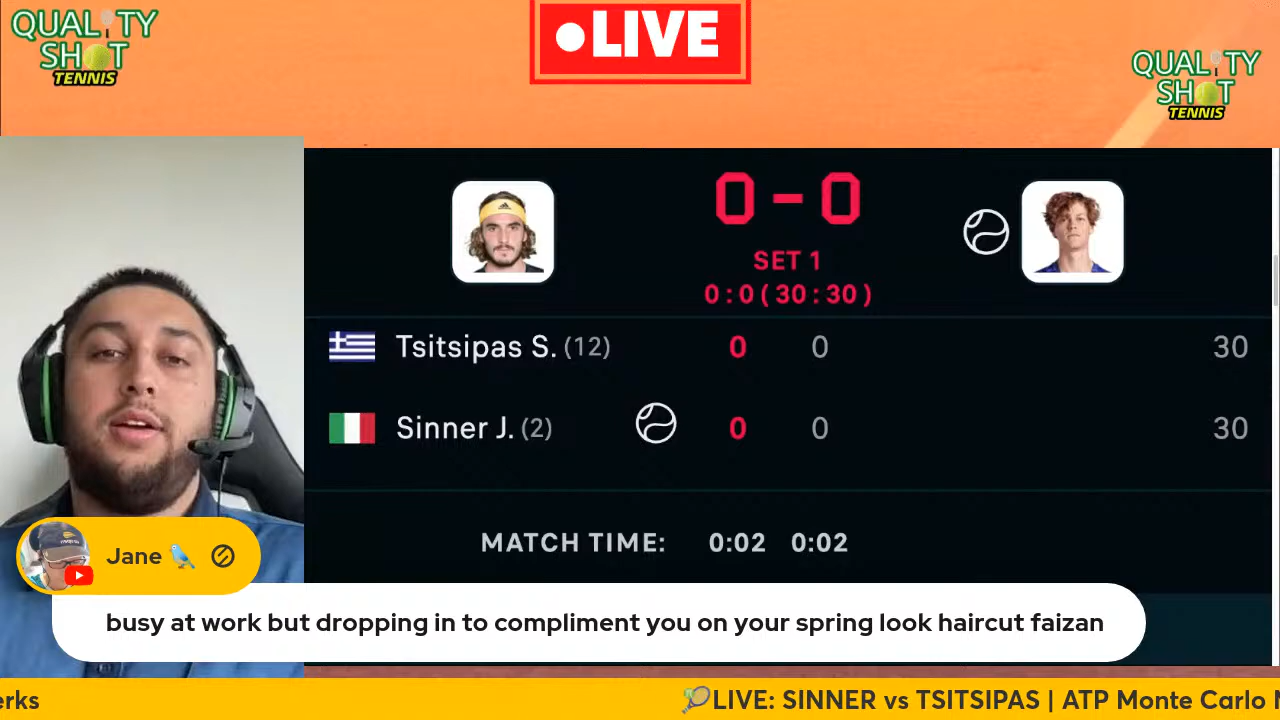 QUALITY
SHOT
TENNIS
LIVE
QUALITY
SHOT
TENNIS
0 - 0
SET 1
0 : 0 ( 30 : 30 )
Tsitsipas S. (12) 0 0 30
Sinner J. (2) 0 0 30
MATCH TIME: 0:02 0:02
Jane
busy at work but dropping in to compliment you on your spring look haircut faizan
erks
LIVE: SINNER vs TSITSIPAS | ATP Monte Carlo